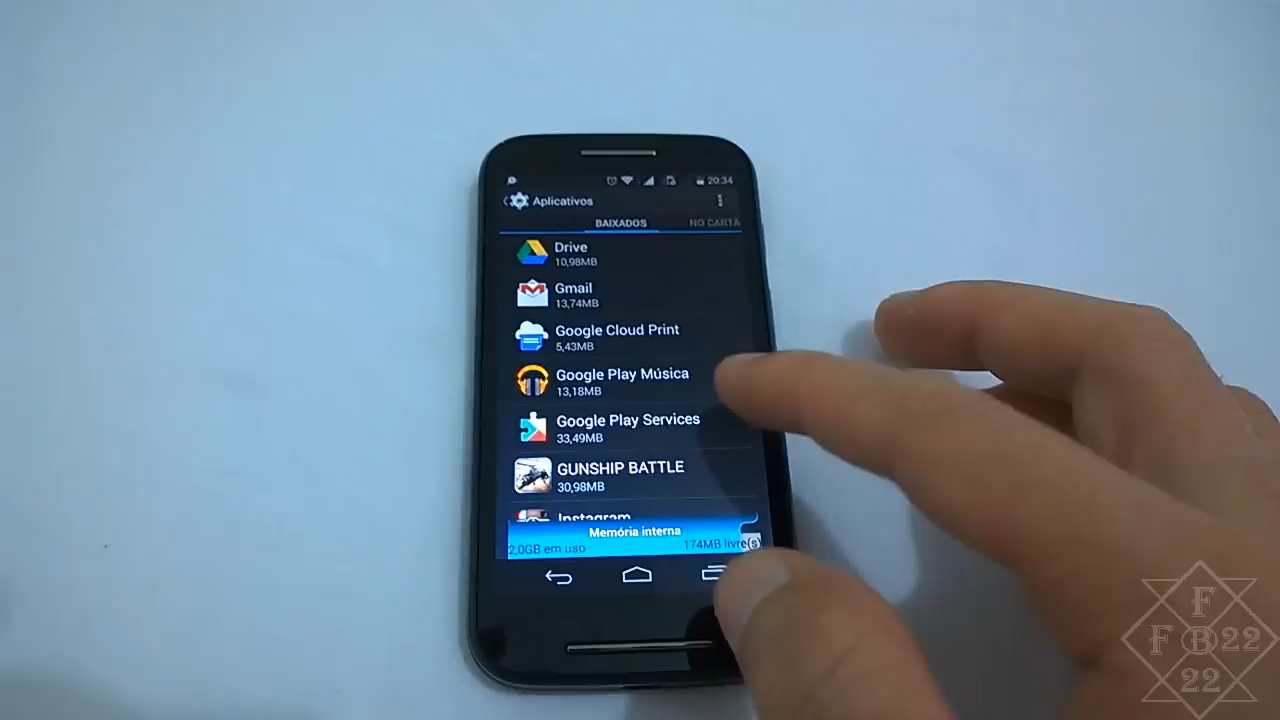 20:34
Aplicativos
BAIXADOS
NO CARTÃ
Drive
10,98MB
Gmail
13,74MB
Google Cloud Print
5,43MB
Google Play Música
13,18MB
Google Play Services
33,49MB
GUNSHIP BATTLE
30,98MB
Instagram
Memória interna
2,0GB em uso
174MB livre(s)
F
F B 22
22